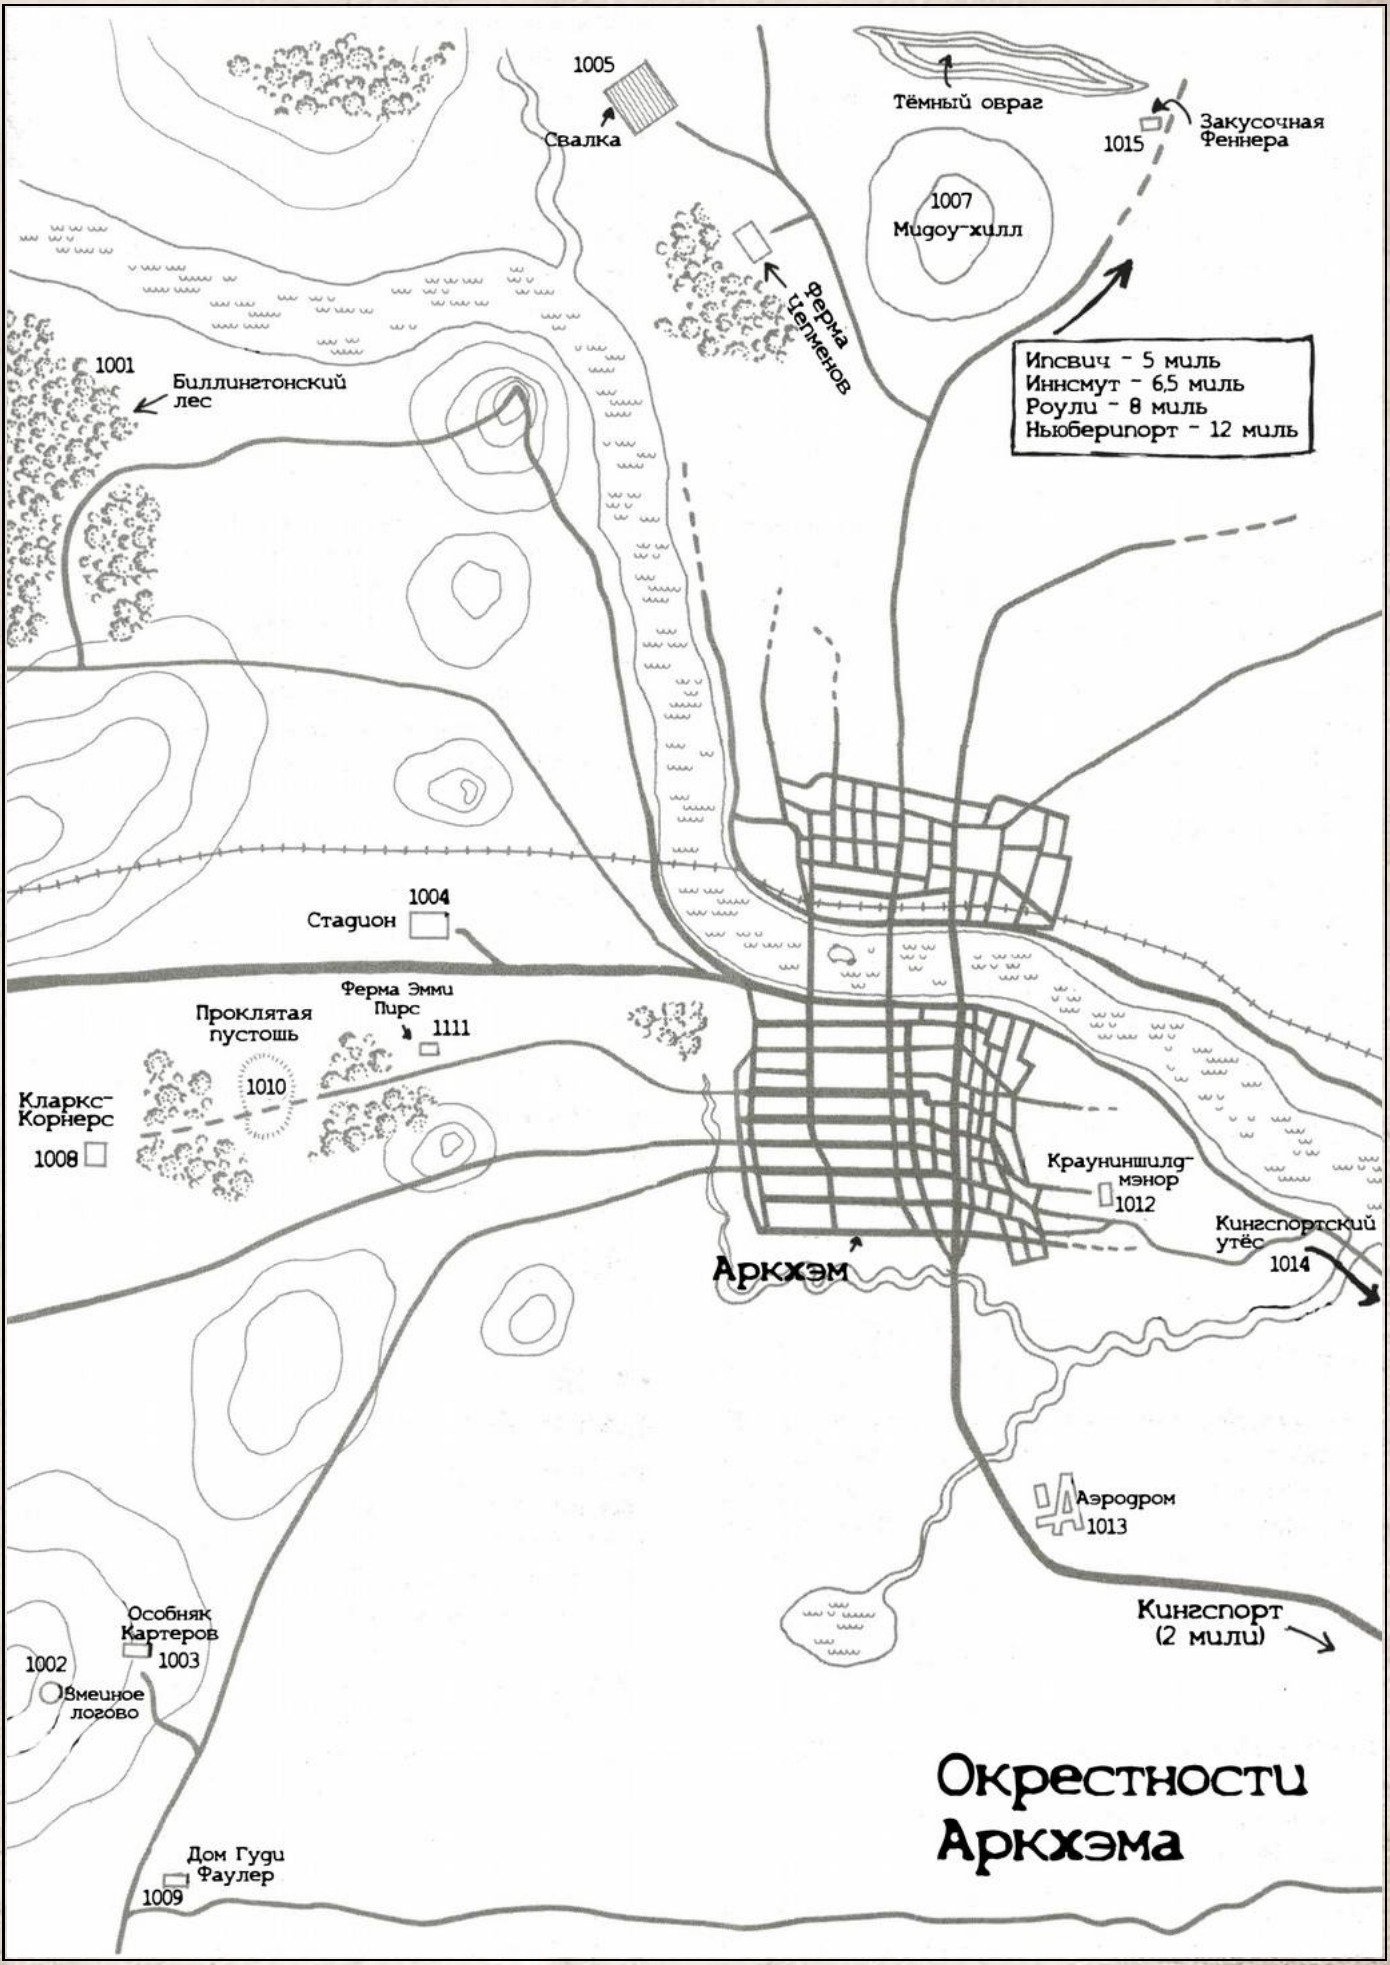 1005
Свалка
Тёмный овраг
1015
Закусочная
Феннера
1007
Мидоу-хилл
Ферма
Чепменов
1001
Биллингтонский
лес
Ипсвич - 5 миль
Иннсмут - 6,5 миль
Роули - 8 миль
Ньюберипорт - 12 миль
1004
Стадион
Ферма Эмми
Пирс
1111
Проклятая
пустошь
1010
Кларкс-
Корнерс
1008
Крауниншилд-
мэнор
1012
Кингспортский
утёс
1014
Аркхэм
Аэродром
1013
Кингспорт
(2 мили)
Особняк
Картеров
1003
1002
Змеиное
логово
Окрестности
Аркхэма
Дом Гуди
Фаулер
1009